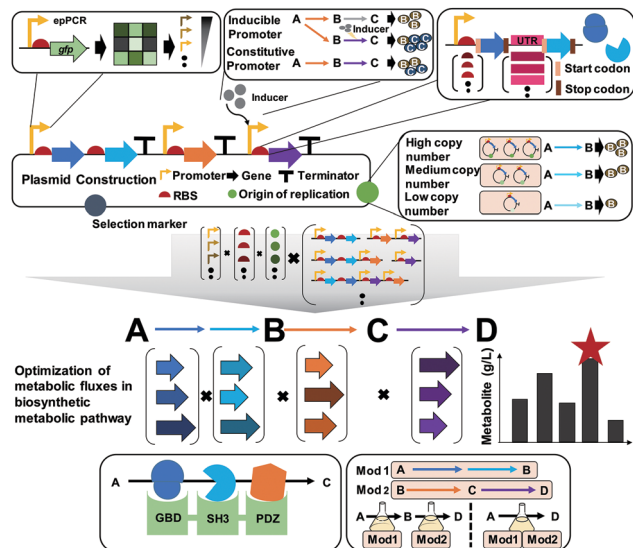 epPCR
gfp
Inducible
Promoter
A B C B B B
Inducer
B C B C B C C
Constitutive
Promoter
A B C B C B C C
UTR
Start codon
Stop codon
Inducer
Plasmid Construction
Promoter Gene Terminator
RBS Origin of replication
Selection marker
High copy
number
A B B B B
Medium copy
number
A B B B
Low copy
number
A B B
A B C D
Optimization of
metabolic fluxes in
biosynthetic
metabolic pathway
Metabolite (g/L)
A C
GBD SH3 PDZ
Mod 1 A B
Mod 2 B C D
A B D A D
Mod1 Mod2 Mod1 Mod2